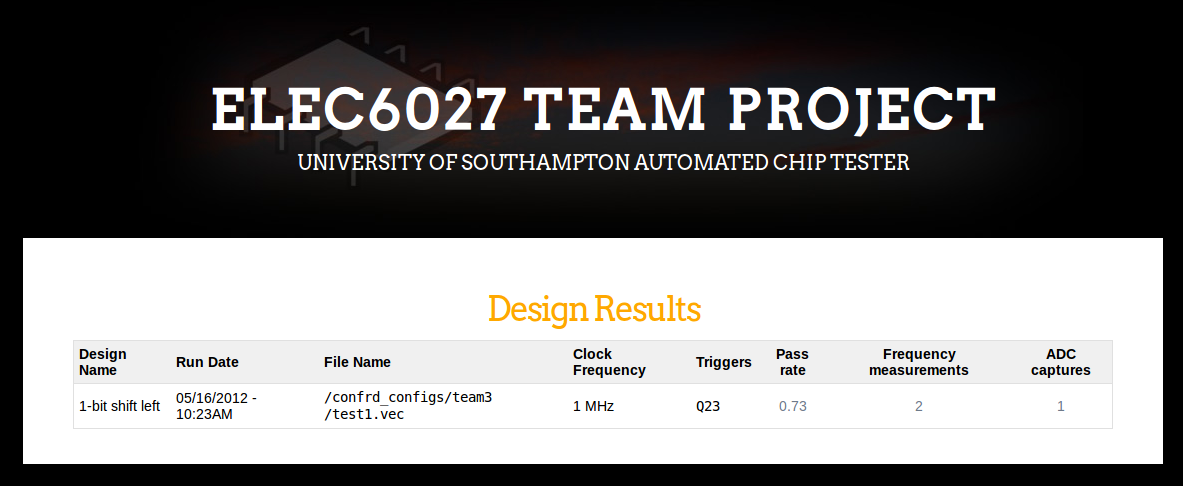 ELEC6027 TEAM PROJECT
UNIVERSITY OF SOUTHAMPTON AUTOMATED CHIP TESTER
Design Results
Design Name Run Date File Name Clock Frequency Triggers Pass rate Frequency measurements ADC captures
1-bit shift left 05/16/2012 - 10:23AM /confrd_configs/team3 /test1.vec 1 MHz Q23 0.73 2 1